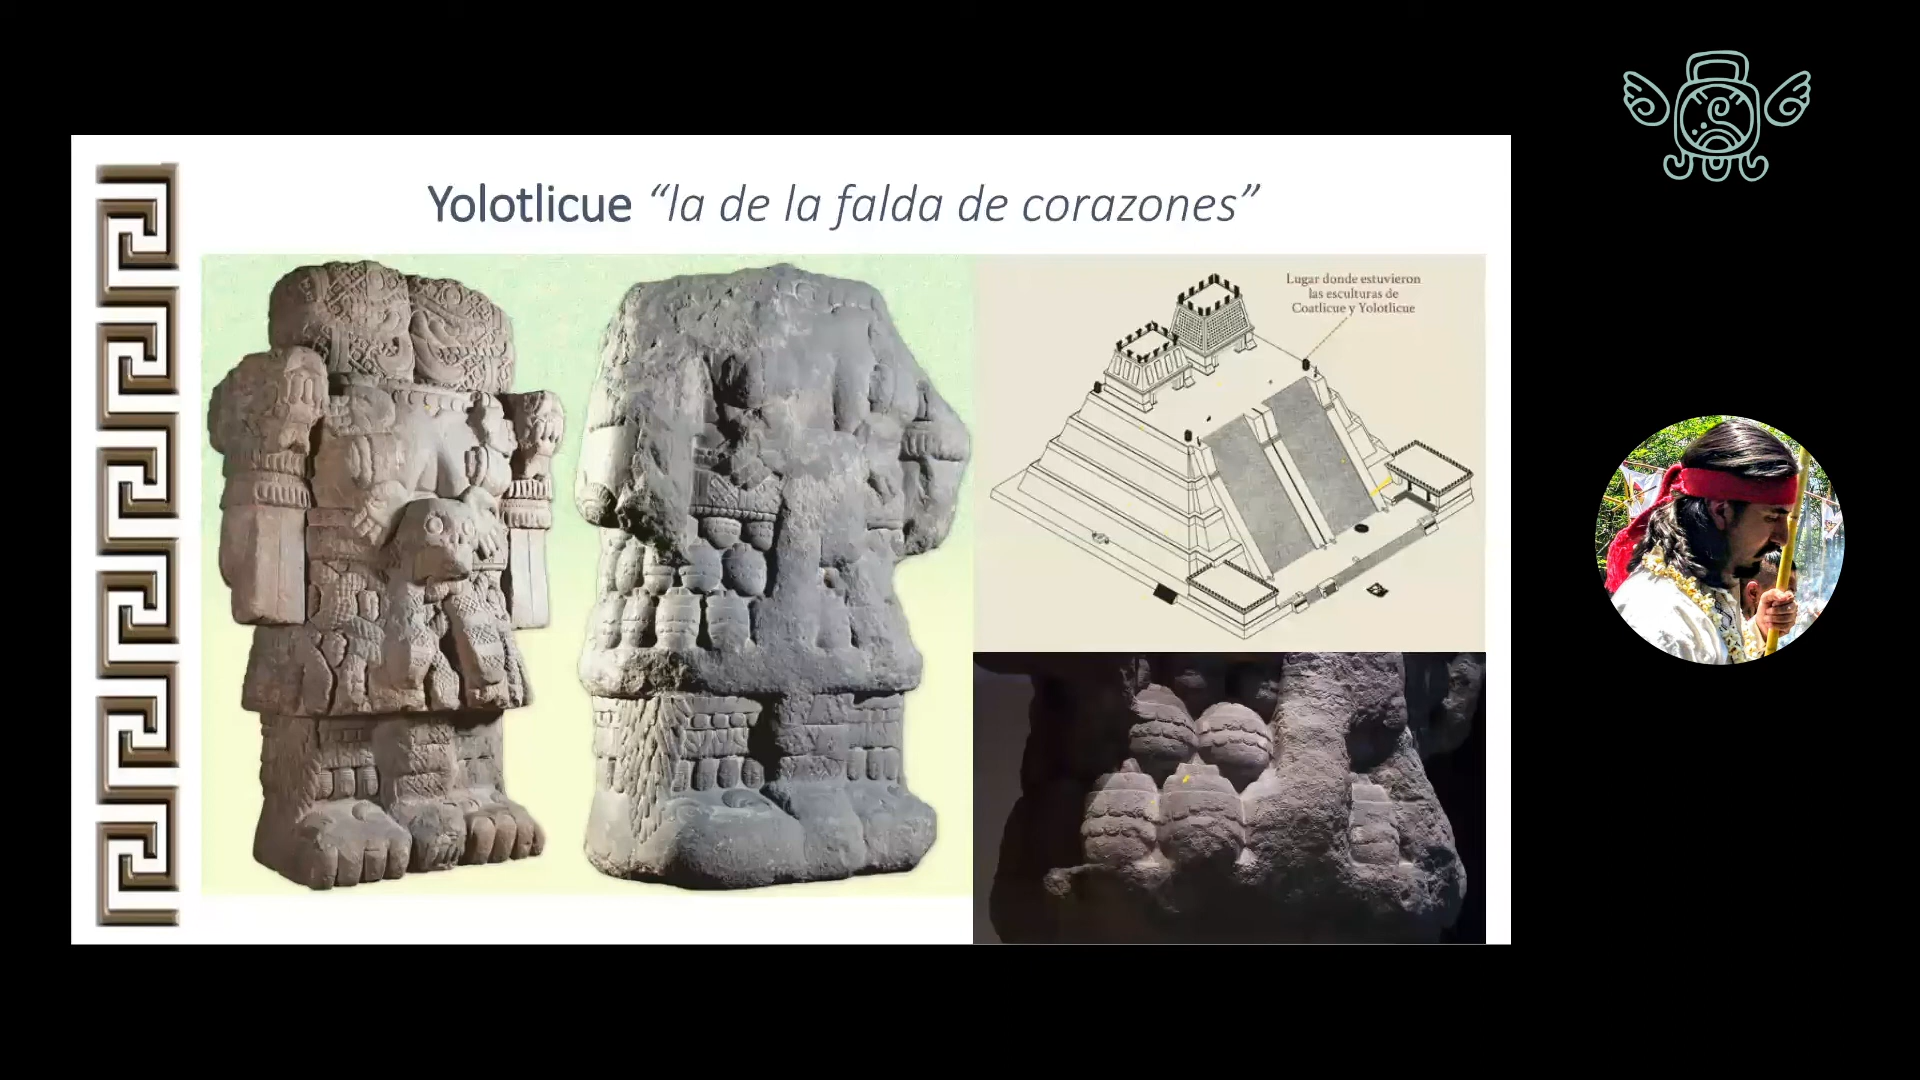 Yolotlicue “la de la falda de corazones”
Lugar donde estuvieron
las esculturas de
Coatlicue y Yolotlicue